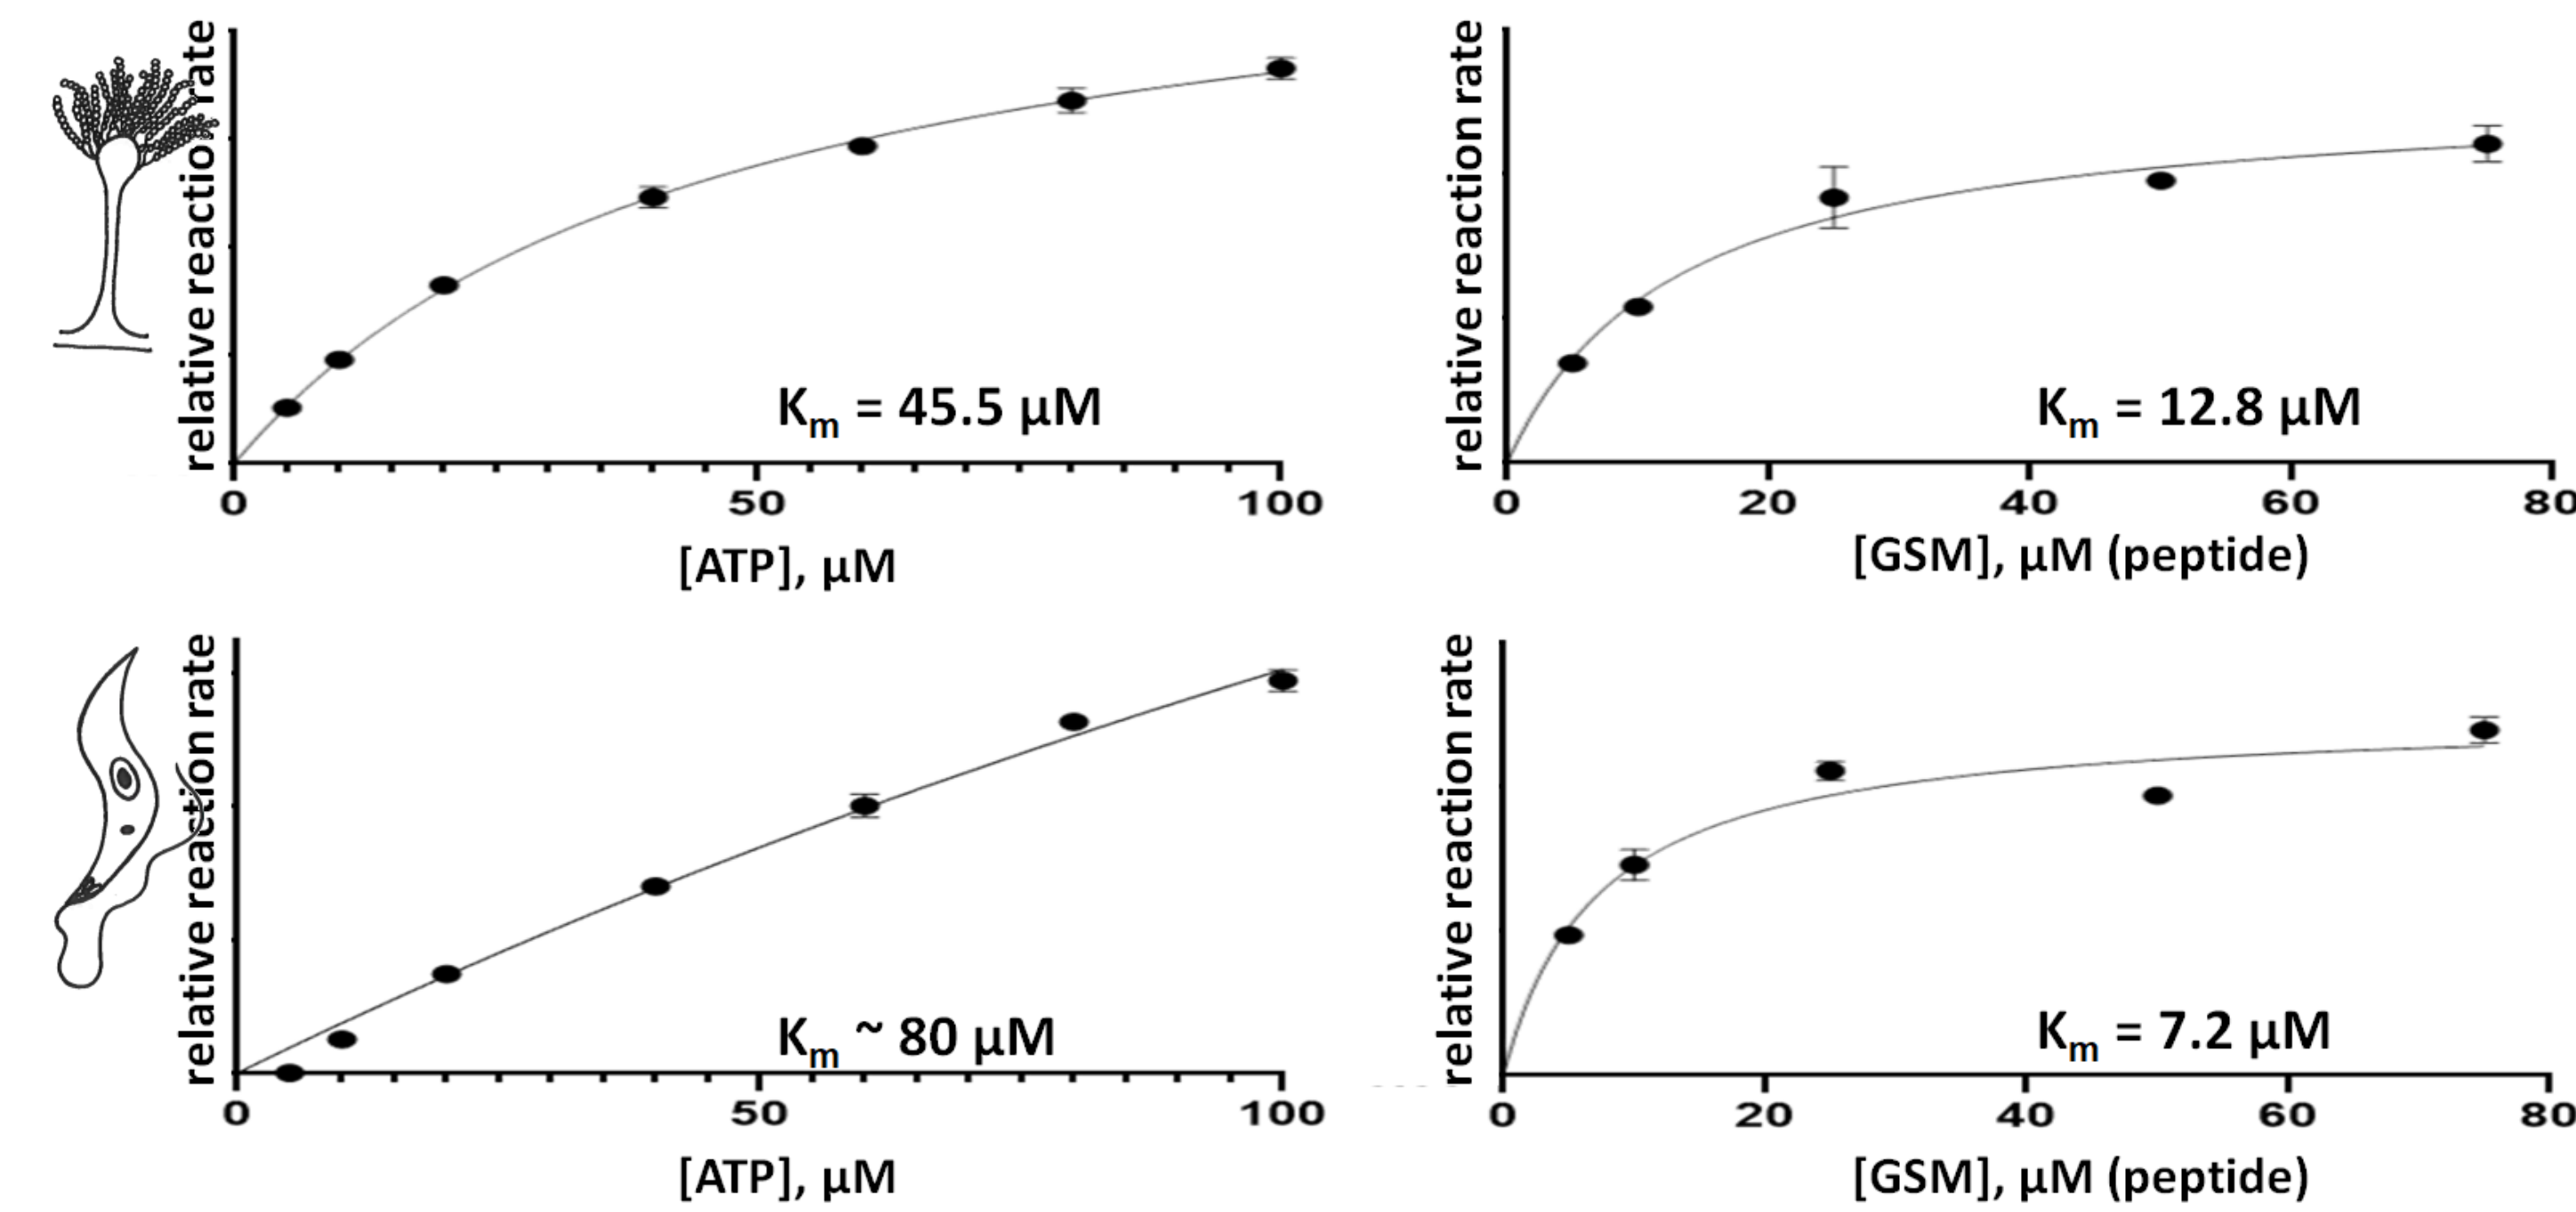 relative reaction rate
K_m = 45.5 μM
0 50 100
[ATP], μM
relative reaction rate
K_m = 12.8 μM
0 20 40 60 80
[GSM], μM (peptide)
relative reaction rate
K_m ~ 80 μM
0 50 100
[ATP], μM
relative reaction rate
K_m = 7.2 μM
0 20 40 60 80
[GSM], μM (peptide)